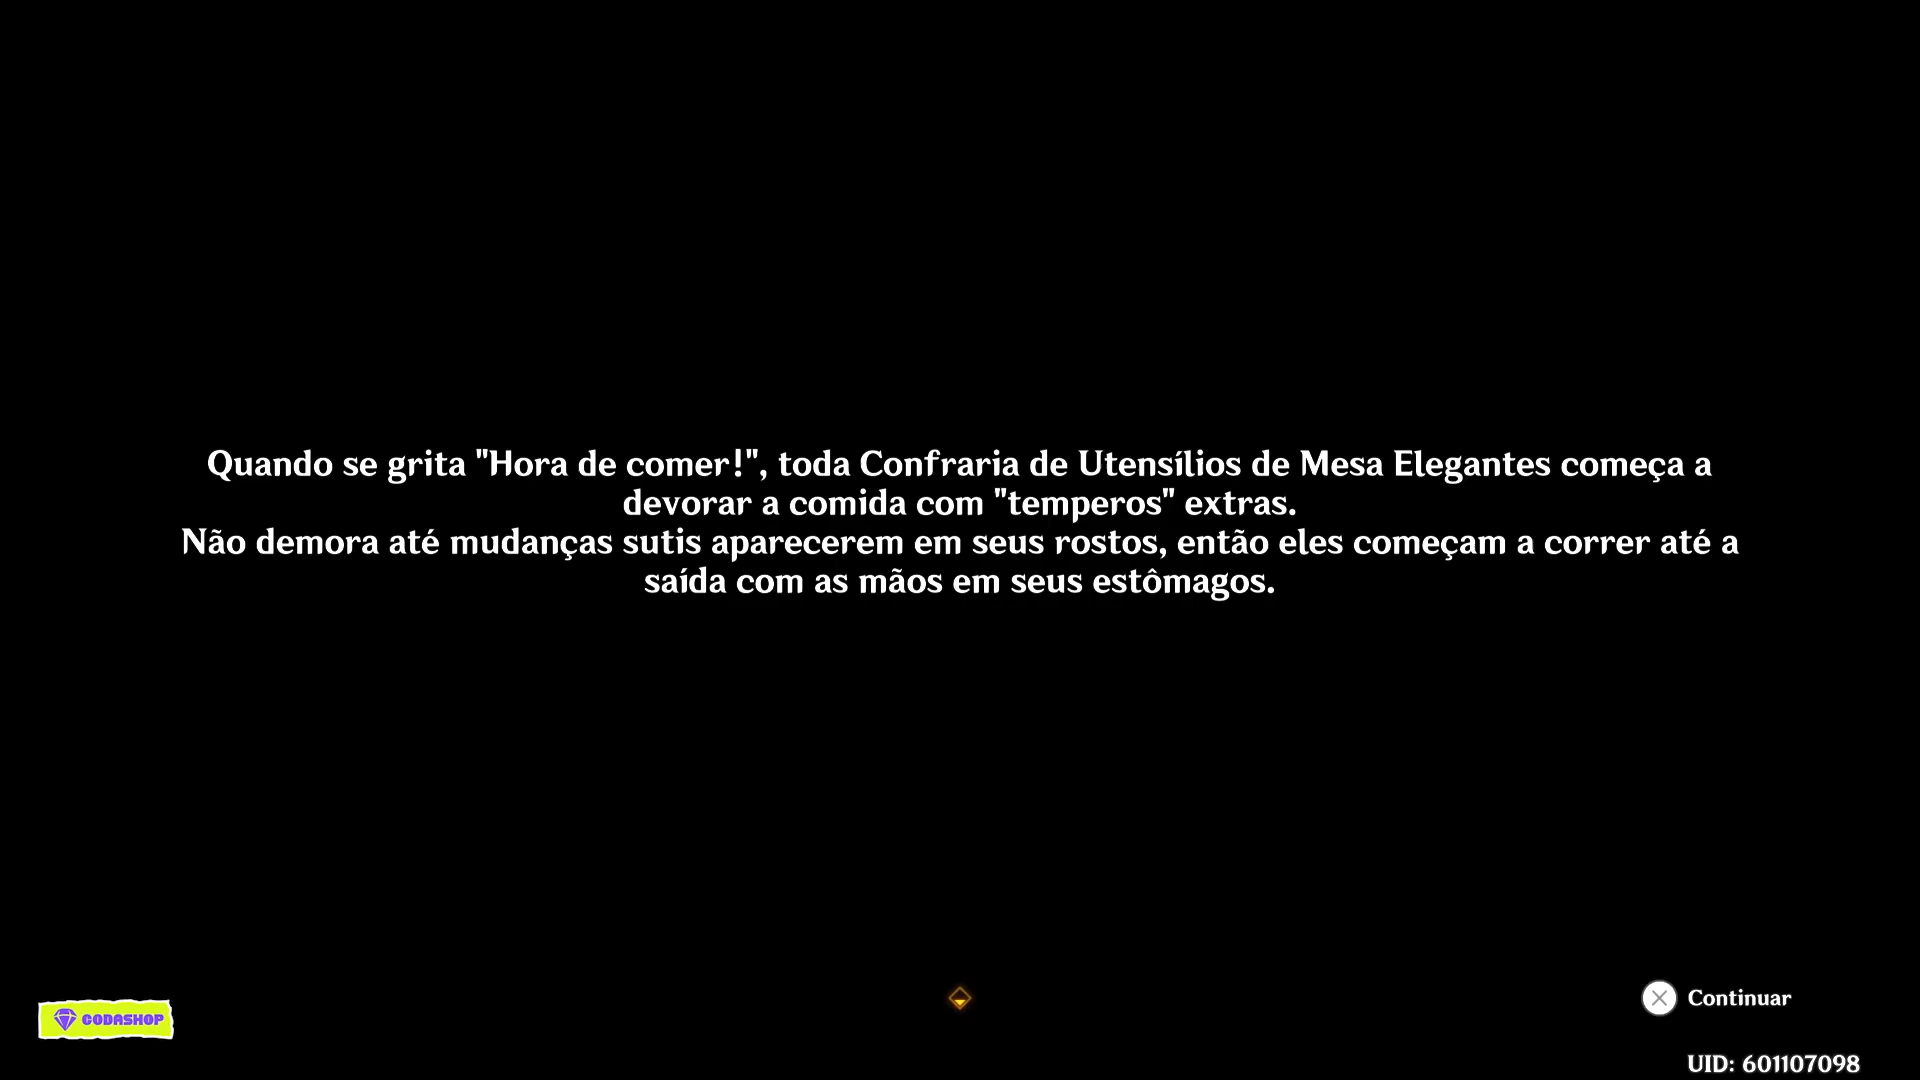 Quando se grita "Hora de comer!", toda Confraria de Utensílios de Mesa Elegantes começa a
devorar a comida com "temperos" extras.
Não demora até mudanças sutis aparecerem em seus rostos, então eles começam a correr até a
saída com as mãos em seus estômagos.
CODASHOP
Continuar
UID: 601107098